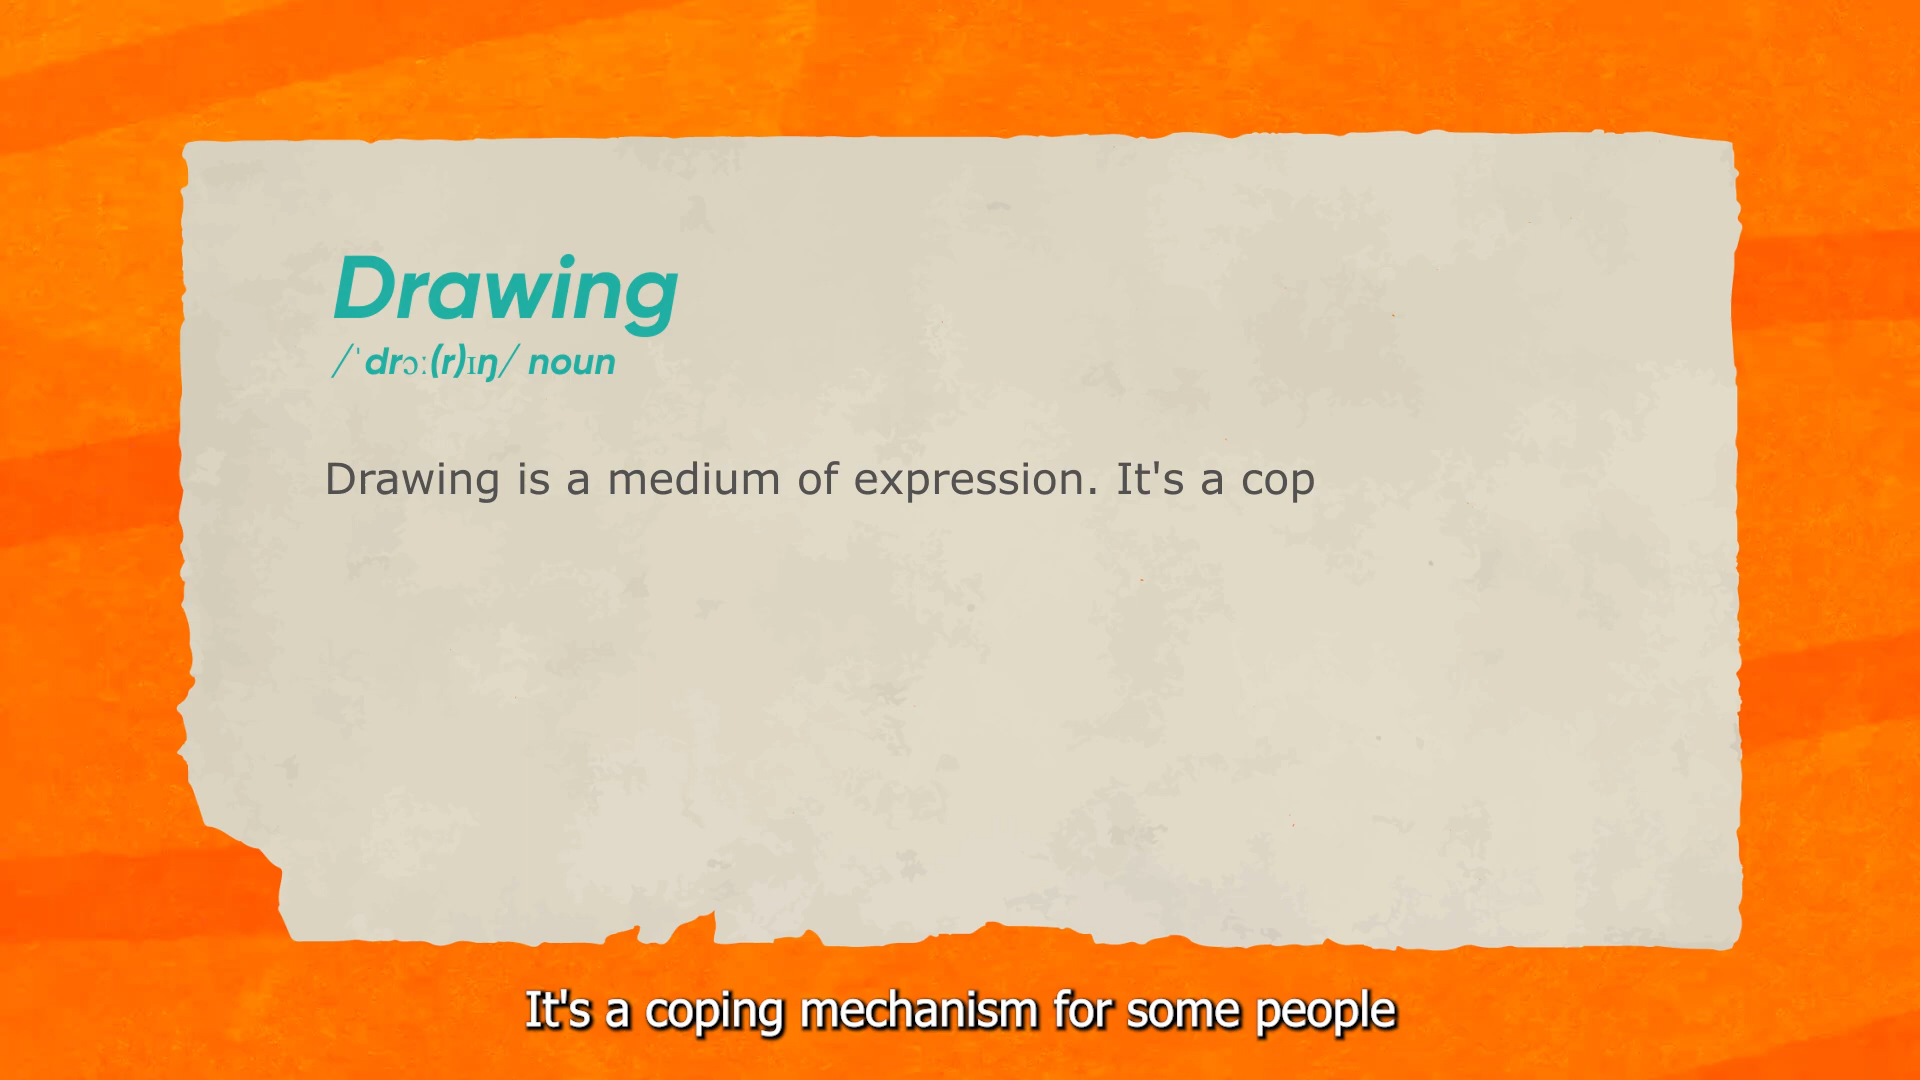 Drawing
/ˈdrɔː(r)ɪŋ/ noun
Drawing is a medium of expression. It's a cop
It's a coping mechanism for some people